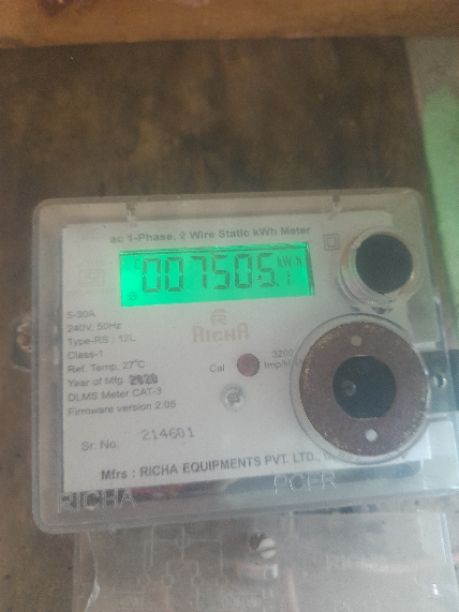 ac 1-Phase, 2 Wire Static kWh Meter
007505.1 kWh
5-30A
240V, 50Hz
Type-RS : 12L
Class-1
Ref. Temp. 27°C
Year of Mfg. 2020
DLMS Meter CAT-3
Firmware version 2.05
RICHA
Cal
3200
Sr. No. 214601
Mfrs : RICHA EQUIPMENTS PVT. LTD.,
RICHA